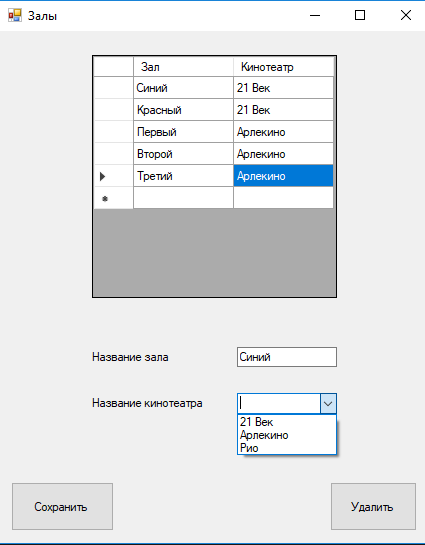 Залы
Зал Кинотеатр
Синий 21 Век
Красный 21 Век
Первый Арлекино
Второй Арлекино
Третий Арлекино
Название зала Синий
Название кинотеатра
21 Век
Арлекино
Рио
Сохранить Удалить